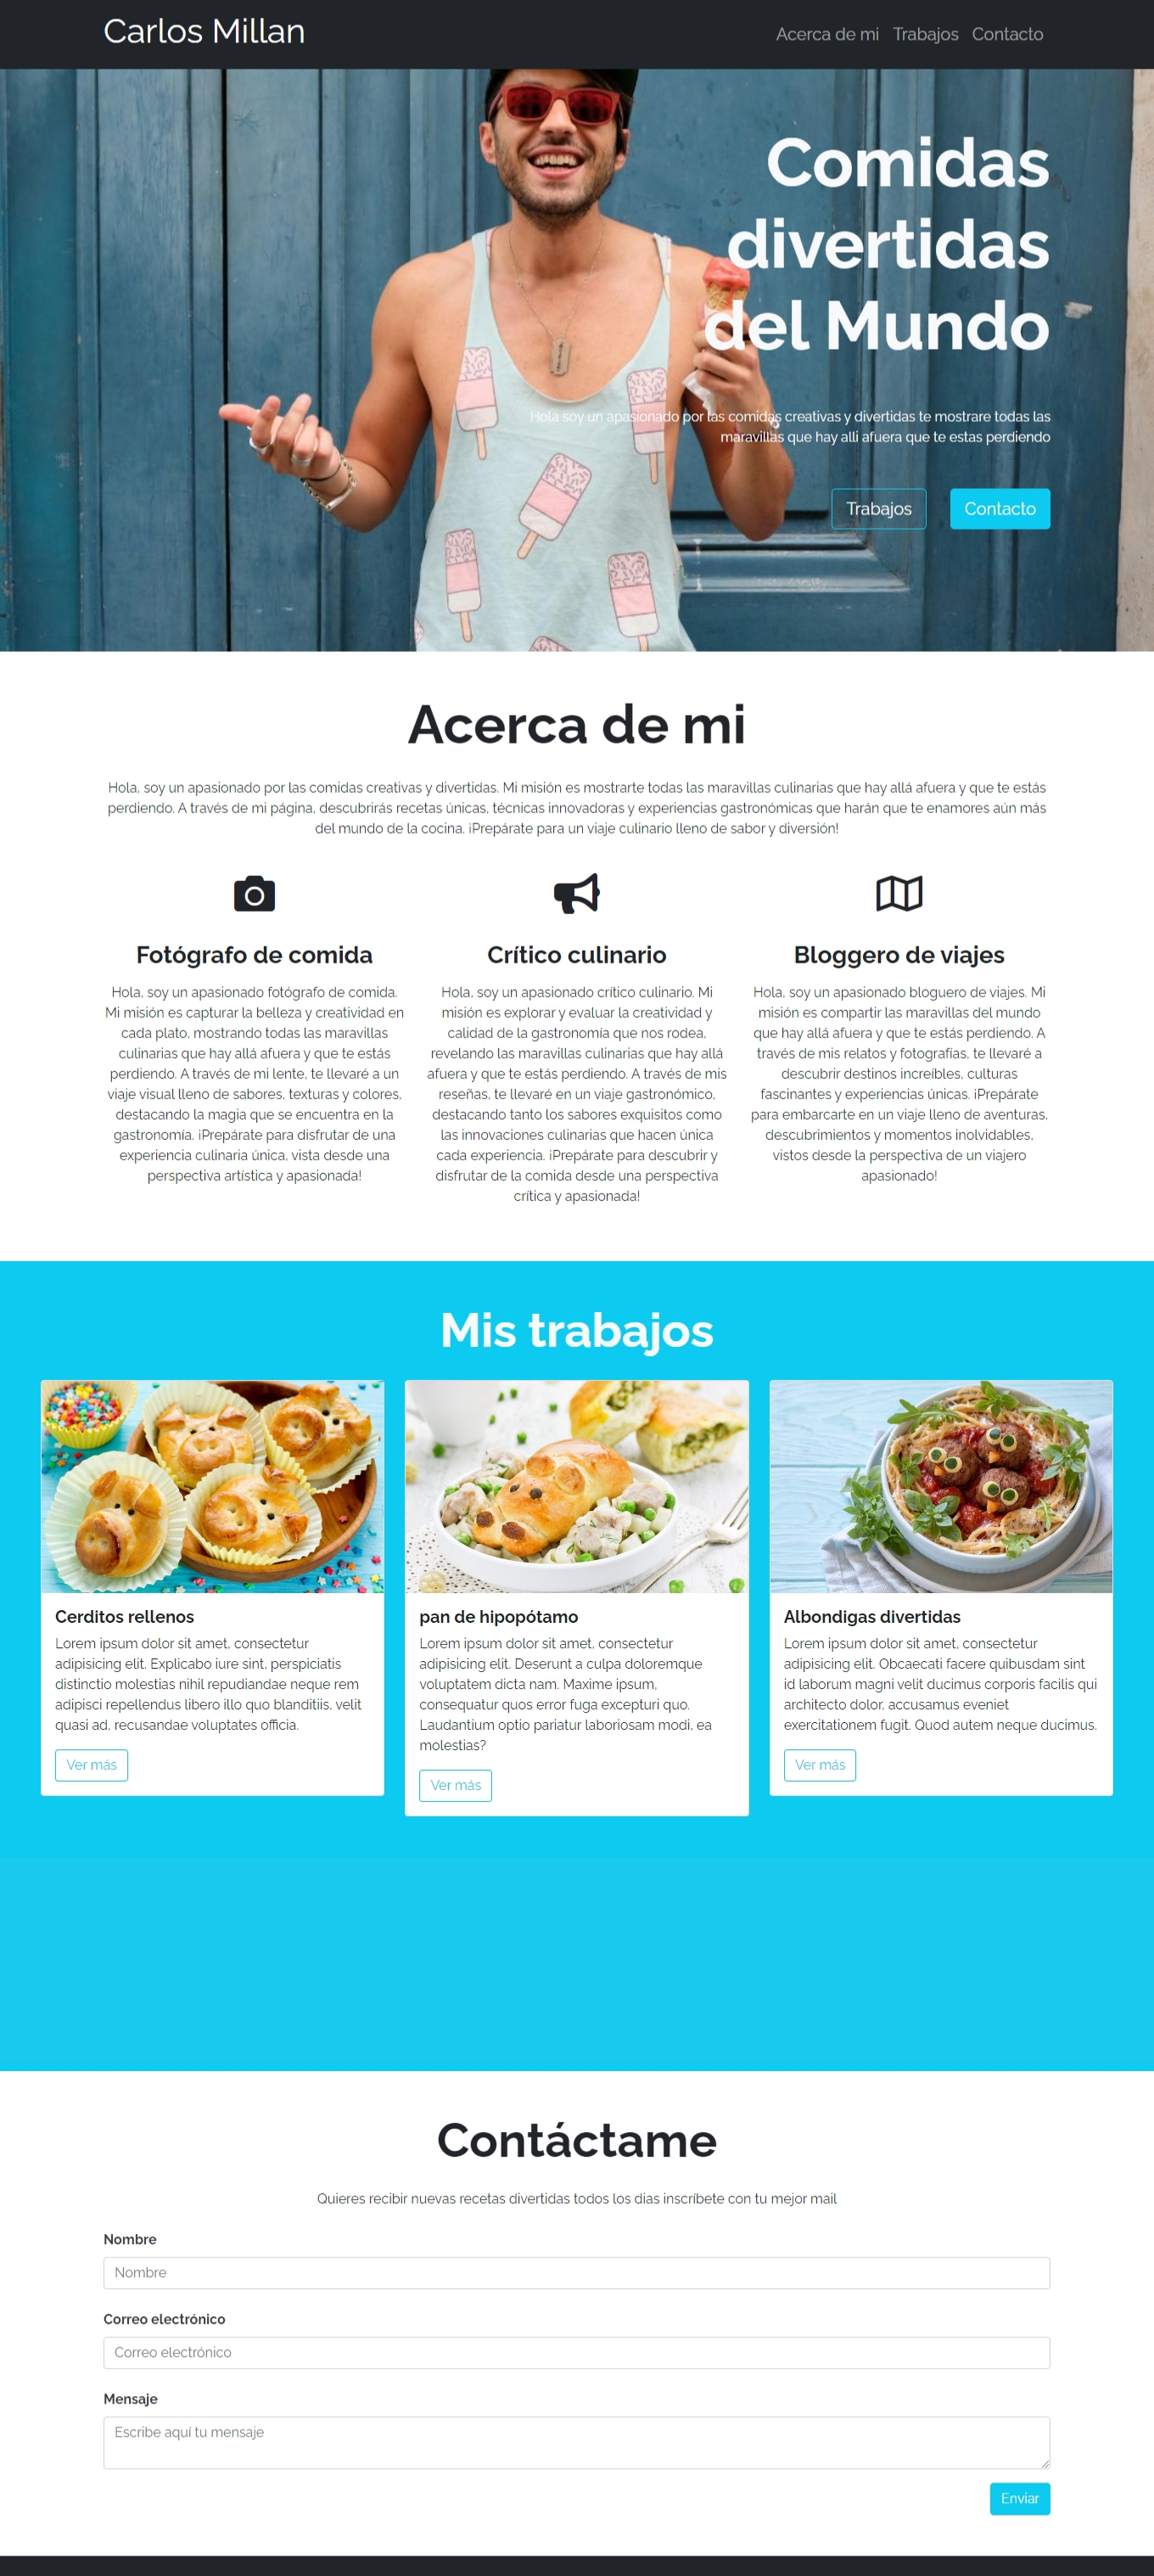 Carlos Millan
Acerca de mi Trabajos Contacto
Comidas
divertidas
del Mundo
Hola soy un apasionado por las comidas creativas y divertidas te mostrare todas las
maravillas que hay alli afuera que te estas perdiendo
Trabajos Contacto
Acerca de mi
Hola, soy un apasionado por las comidas creativas y divertidas. Mi misión es mostrarte todas las maravillas culinarias que hay allá afuera y que te estás
perdiendo. A través de mi página, descubrirás recetas únicas, técnicas innovadoras y experiencias gastronómicas que harán que te enamores aún más
del mundo de la cocina. ¡Prepárate para un viaje culinario lleno de sabor y diversión!
Fotógrafo de comida
Hola, soy un apasionado fotógrafo de comida.
Mi misión es capturar la belleza y creatividad en
cada plato, mostrando todas las maravillas
culinarias que hay allá afuera y que te estás
perdiendo. A través de mi lente, te llevaré a un
viaje visual lleno de sabores, texturas y colores,
destacando la magia que se encuentra en la
gastronomía. ¡Prepárate para disfrutar de una
experiencia culinaria única, vista desde una
perspectiva artística y apasionada!
Crítico culinario
Hola, soy un apasionado crítico culinario. Mi
misión es explorar y evaluar la creatividad y
calidad de la gastronomía que nos rodea,
revelando las maravillas culinarias que hay allá
afuera y que te estás perdiendo. A través de mis
reseñas, te llevaré en un viaje gastronómico,
destacando tanto los sabores exquisitos como
las innovaciones culinarias que hacen única
cada experiencia. ¡Prepárate para descubrir y
disfrutar de la comida desde una perspectiva
crítica y apasionada!
Bloggero de viajes
Hola, soy un apasionado bloguero de viajes. Mi
misión es compartir las maravillas del mundo
que hay allá afuera y que te estás perdiendo. A
través de mis relatos y fotografías, te llevaré a
descubrir destinos increíbles, culturas
fascinantes y experiencias únicas. ¡Prepárate
para embarcarte en un viaje lleno de aventuras,
descubrimientos y momentos inolvidables,
vistos desde la perspectiva de un viajero
apasionado!
Mis trabajos
Cerditos rellenos
Lorem ipsum dolor sit amet, consectetur
adipisicing elit. Explicabo iure sint, perspiciatis
distinctio molestias nihil repudiandae neque rem
adipisci repellendus libero illo quo blanditiis, velit
quasi ad, recusandae voluptates officia.
Ver más
pan de hipopótamo
Lorem ipsum dolor sit amet, consectetur
adipisicing elit. Deserunt a culpa doloremque
voluptatem dicta nam. Maxime ipsum,
consequatur quos error fuga excepturi quo.
Laudantium optio pariatur laboriosam modi, ea
molestias?
Ver más
Albondigas divertidas
Lorem ipsum dolor sit amet, consectetur
adipisicing elit. Obcaecati facere quibusdam sint
id laborum magni velit ducimus corporis facilis qui
architecto dolor, accusamus eveniet
exercitationem fugit. Quod autem neque ducimus.
Ver más
Contáctame
Quieres recibir nuevas recetas divertidas todos los dias inscríbete con tu mejor mail
Nombre
Nombre
Correo electrónico
Correo electrónico
Mensaje
Escribe aquí tu mensaje
Enviar